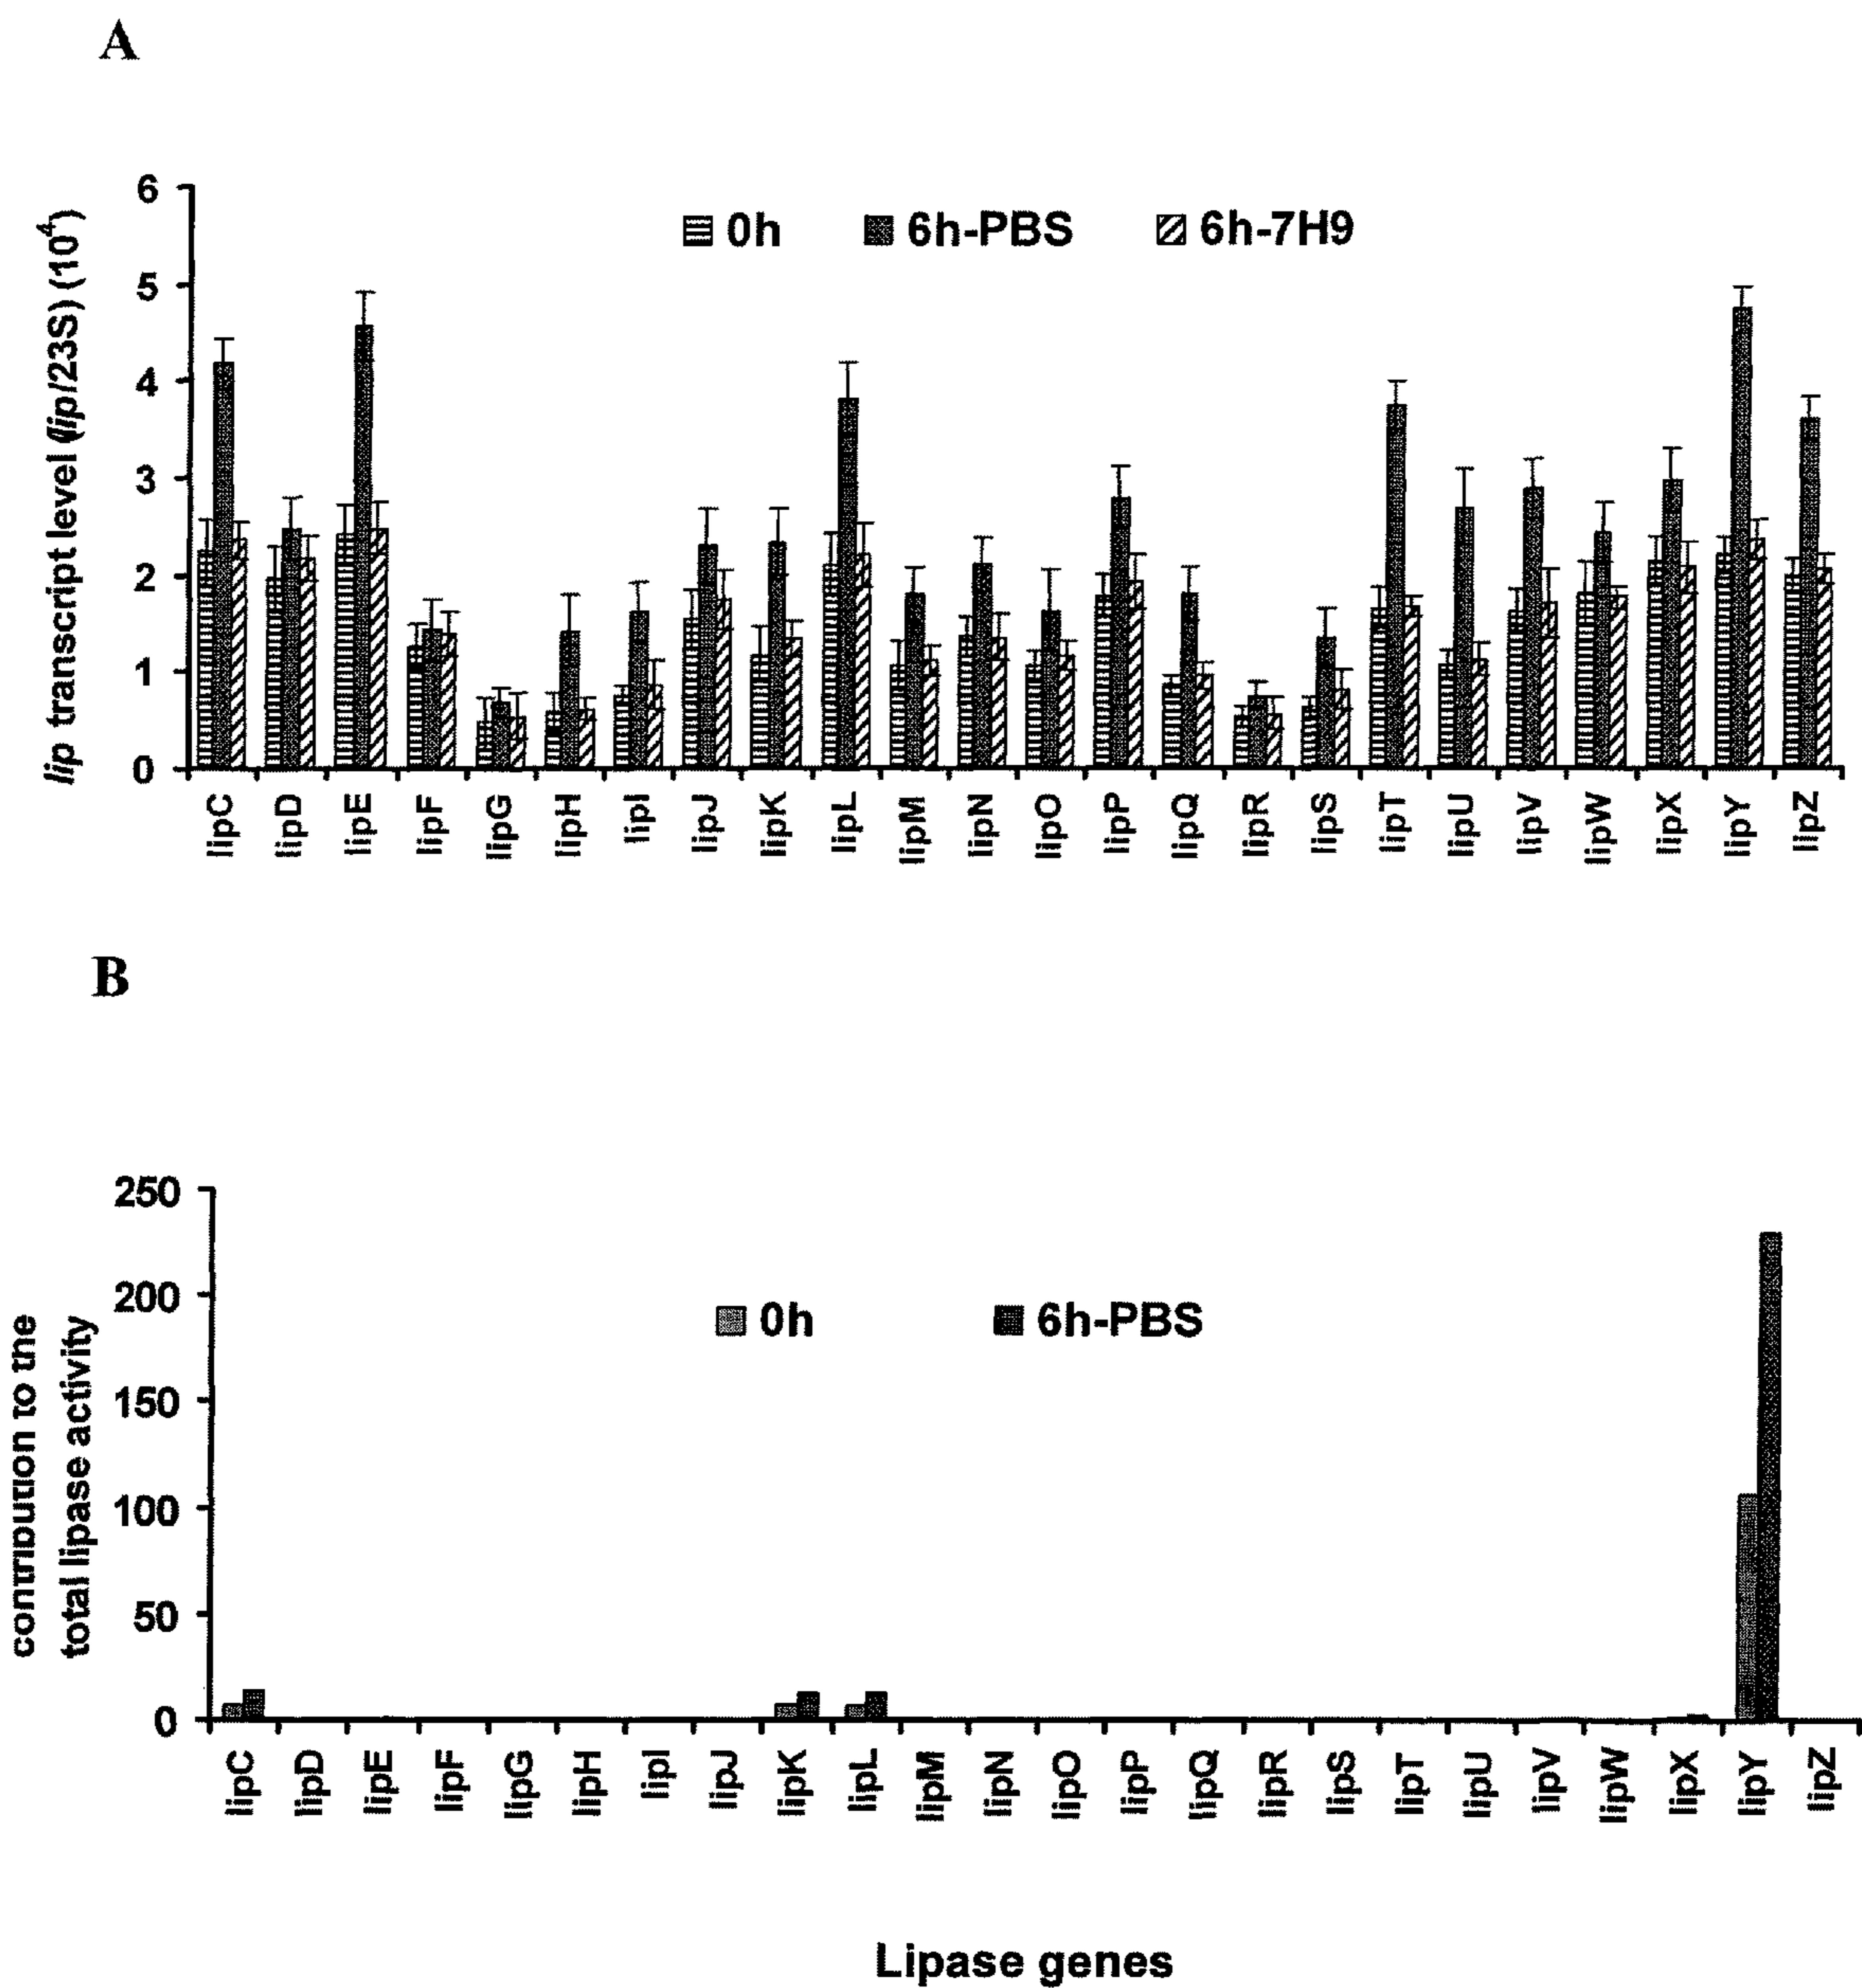 A
6
5
4
3
2
1
0
lip transcript level (lip/23S) (10⁴)
0h 6h-PBS 6h-7H9
lipC lipD lipE lipF lipG lipH lipI lipJ lipK lipL lipM lipN lipO lipP lipQ lipR lipS lipT lipU lipV lipW lipX lipY lipZ
B
250
200
150
100
50
0
contribution to the
total lipase activity
0h 6h-PBS
lipC lipD lipE lipF lipG lipH lipI lipJ lipK lipL lipM lipN lipO lipP lipQ lipR lipS lipT lipU lipV lipW lipX lipY lipZ
Lipase genes